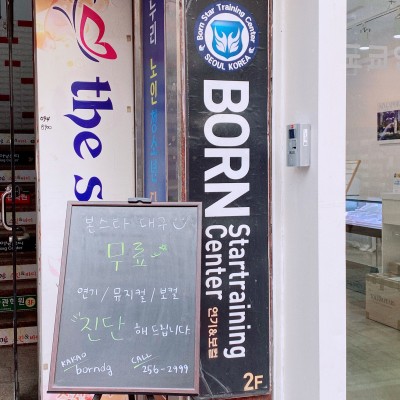 the s
Born Star Training Center
SEOUL KOREA
BORN
Startraining
Center
연기&보컬
2F
본스타 대구
무료
연기 / 뮤지컬 / 보컬
진단 해 드립니다
KAKAO
borndg
CALL
256-2999